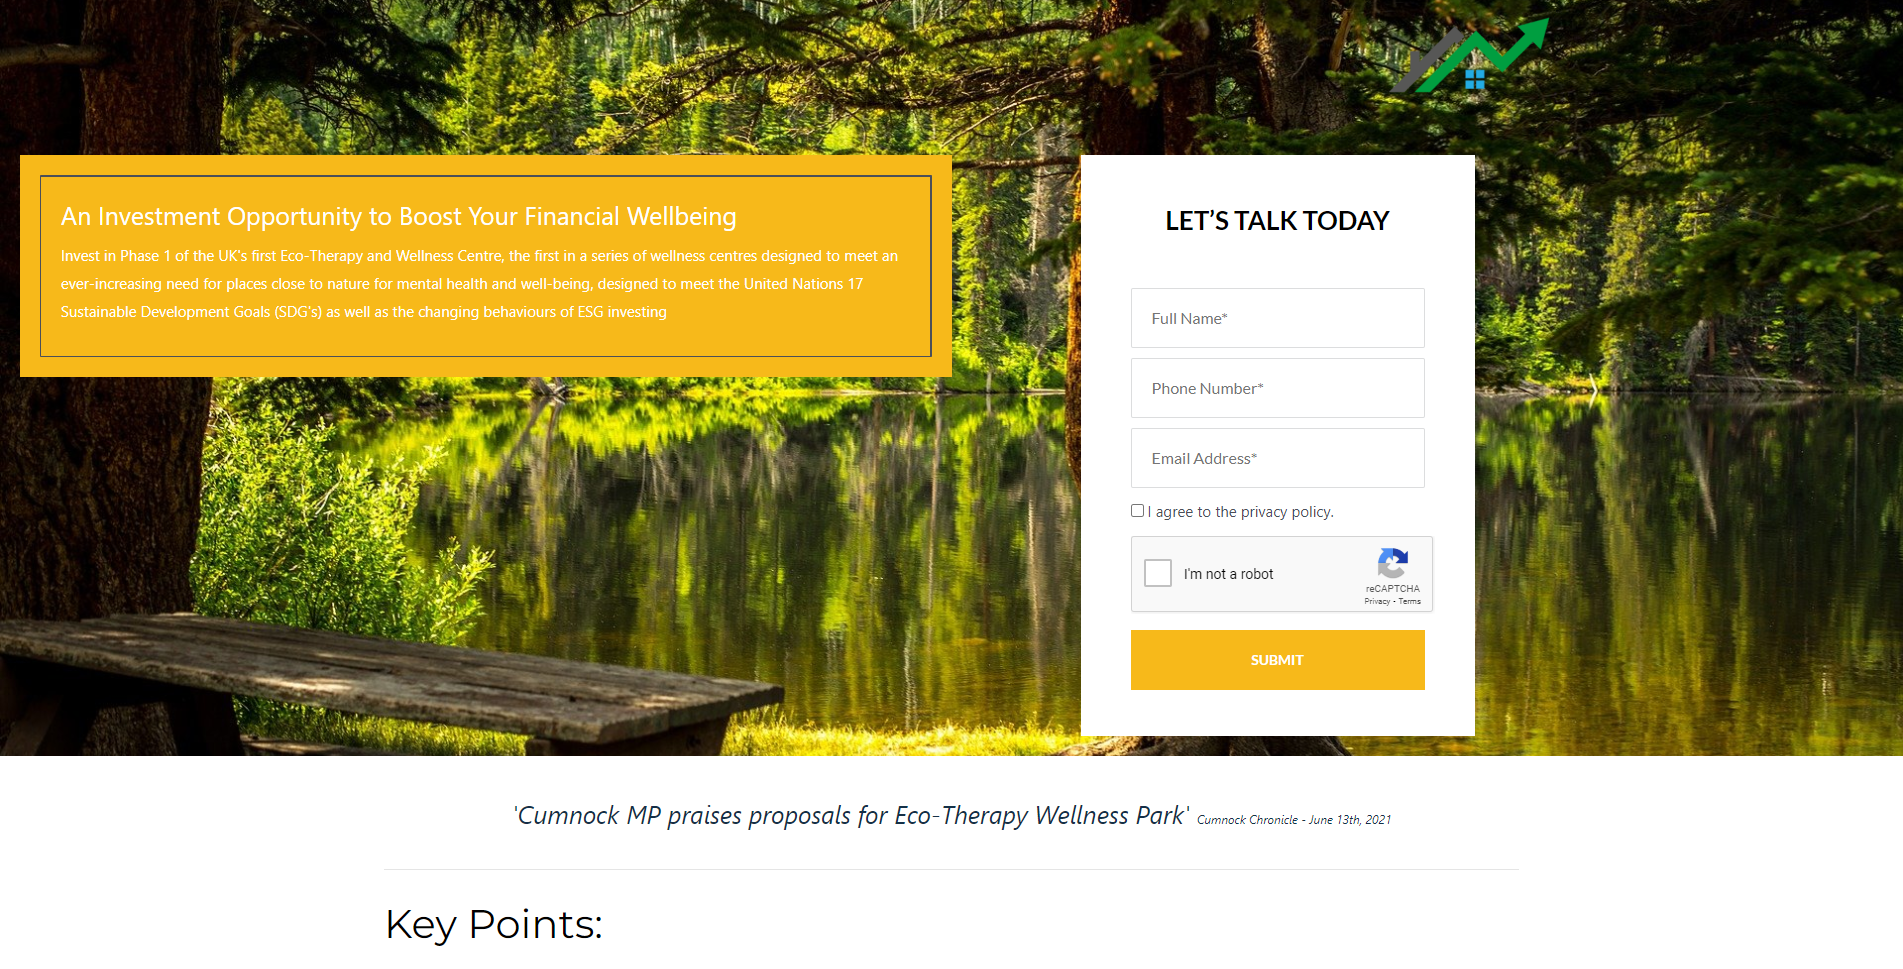 An Investment Opportunity to Boost Your Financial Wellbeing
Invest in Phase 1 of the UK's first Eco-Therapy and Wellness Centre, the first in a series of wellness centres designed to meet an
ever-increasing need for places close to nature for mental health and well-being, designed to meet the United Nations 17
Sustainable Development Goals (SDG's) as well as the changing behaviours of ESG investing
LET’S TALK TODAY
Full Name*
Phone Number*
Email Address*
I agree to the privacy policy.
I'm not a robot
reCAPTCHA
Privacy - Terms
SUBMIT
'Cumnock MP praises proposals for Eco-Therapy Wellness Park' Cumnock Chronicle - June 13th, 2021
Key Points: